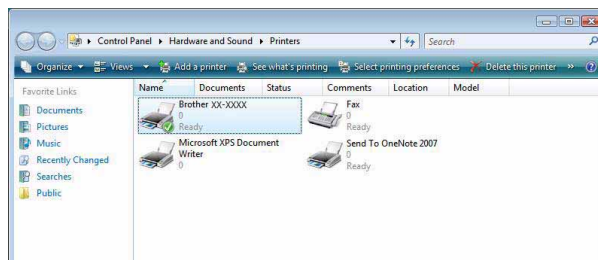 Control Panel ▸ Hardware and Sound ▸ Printers Search
Organize Views Add a printer See what's printing Select printing preferences Delete this printer »
Favorite Links
Name Documents Status Comments Location Model
Documents
Pictures
Music
Recently Changed
Searches
Public
Brother XX-XXXX
0
Ready
Fax
0
Ready
Microsoft XPS Document
Writer
0
Send To OneNote 2007
0
Ready